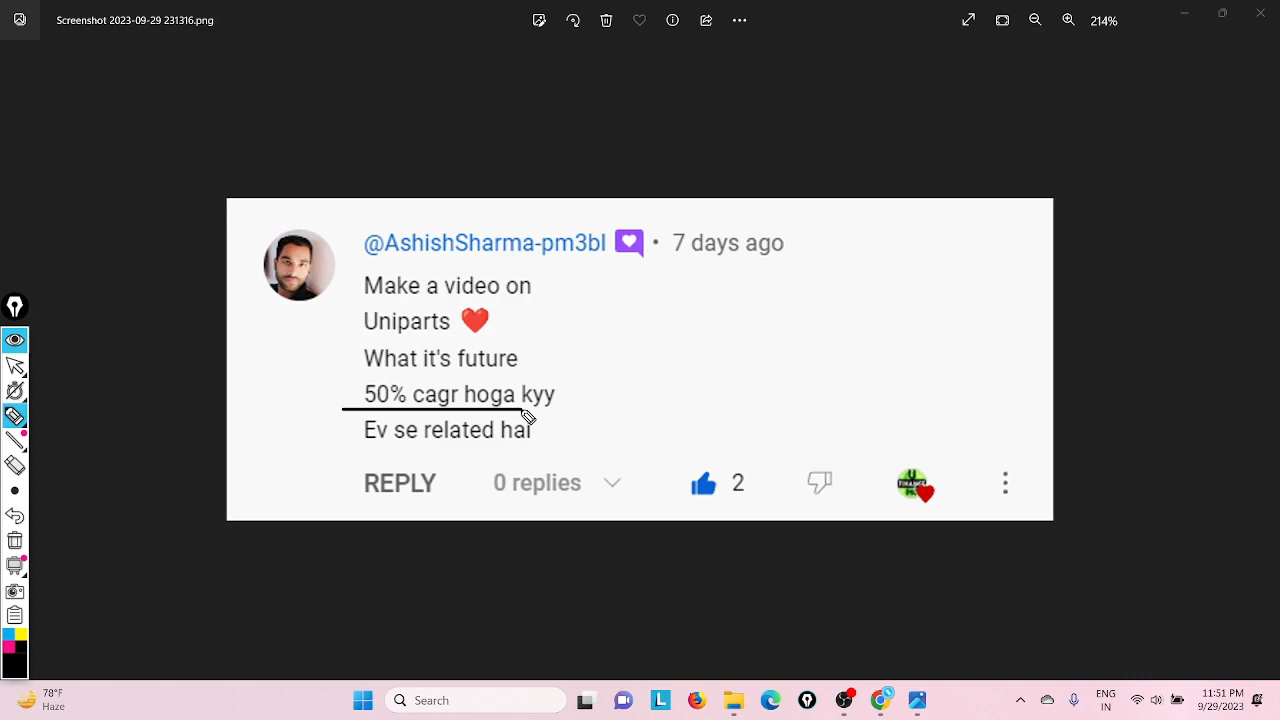 Screenshot 2023-09-29 231316.png
214%
@AshishSharma-pm3bl • 7 days ago
Make a video on
Uniparts ❤️
What it's future
50% cagr hoga kyy
Ev se related hai
REPLY 0 replies 2
78°F
Haze
Search
ENG
IN
11:51 PM
9/29/2023